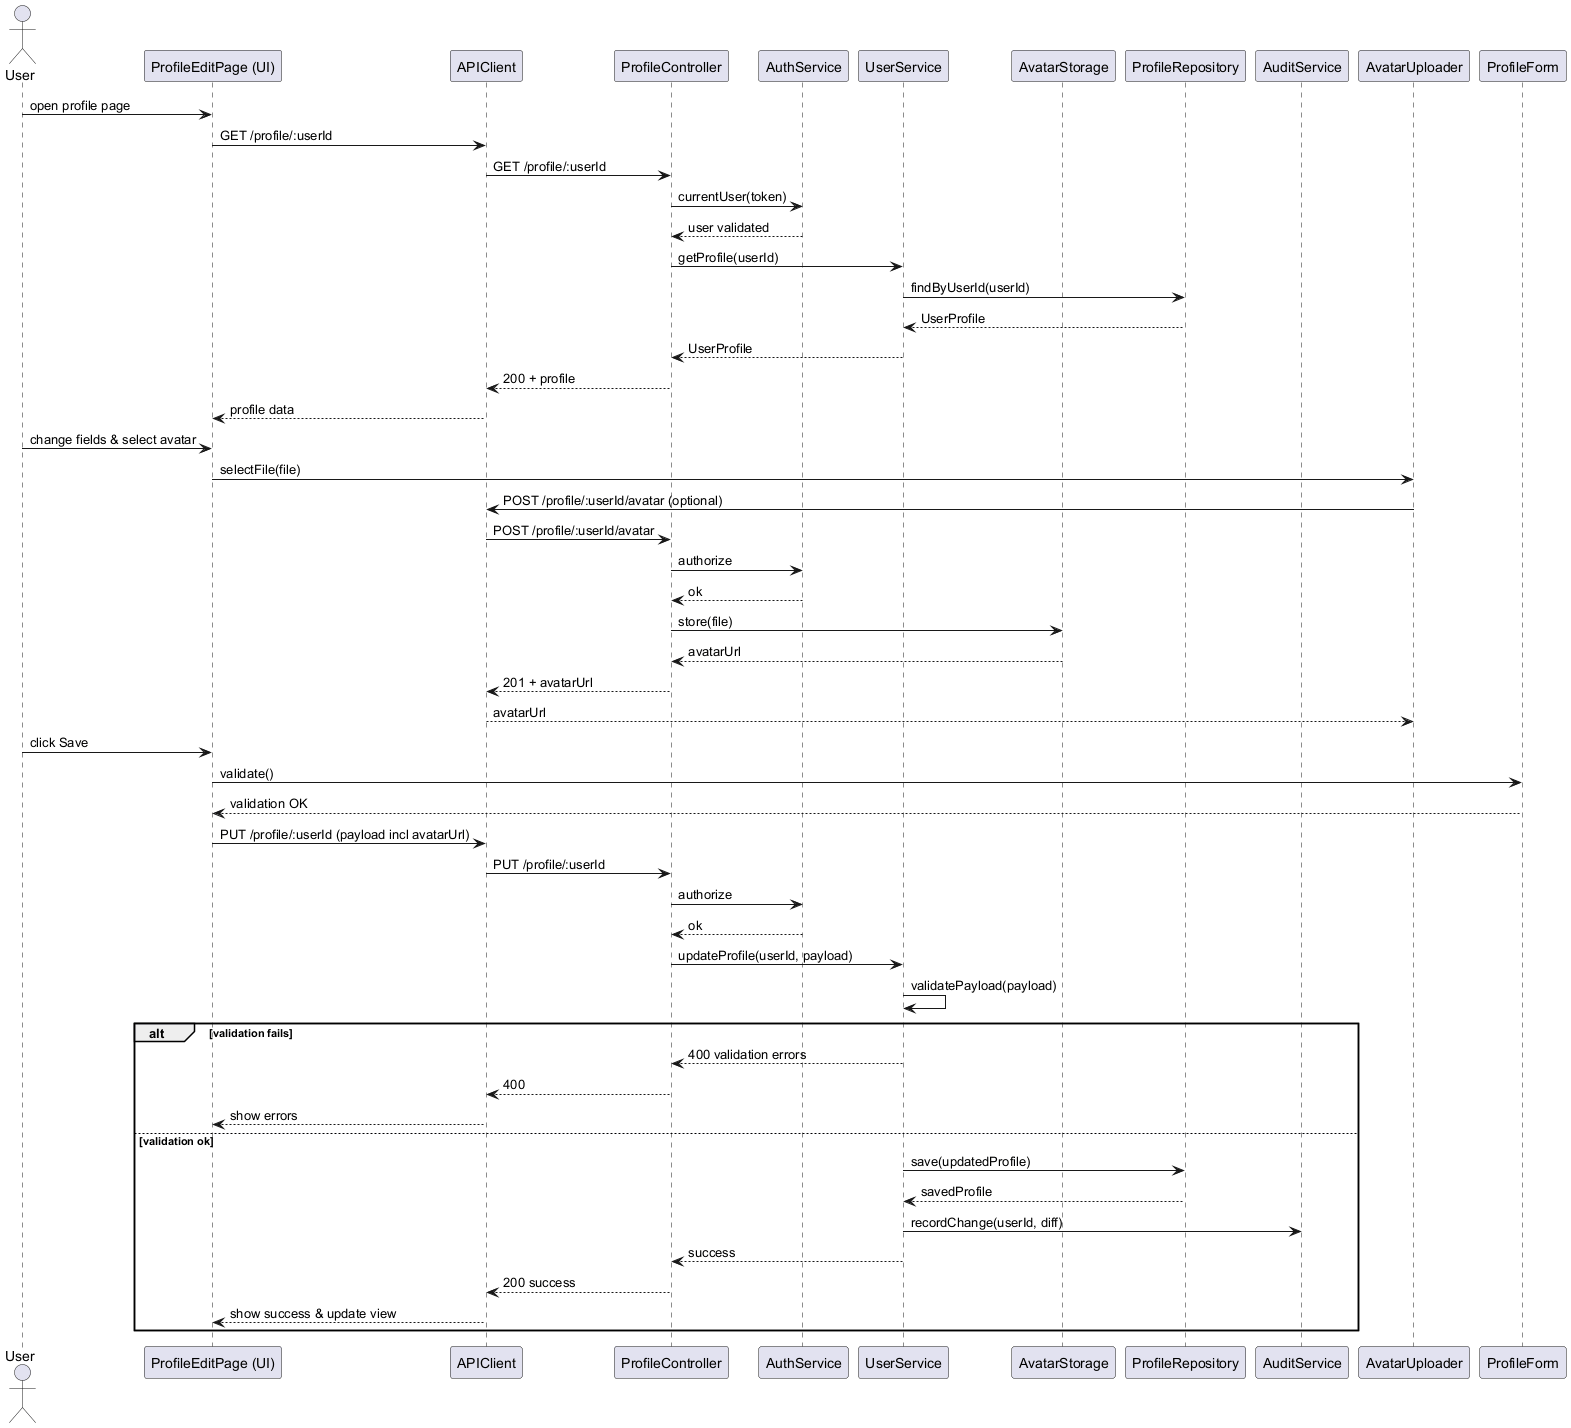 User
ProfileEditPage (UI)
APIClient
ProfileController
AuthService
UserService
AvatarStorage
ProfileRepository
AuditService
AvatarUploader
ProfileForm
open profile page
GET /profile/:userId
GET /profile/:userId
currentUser(token)
user validated
getProfile(userId)
findByUserId(userId)
UserProfile
UserProfile
200 + profile
profile data
change fields & select avatar
selectFile(file)
POST /profile/:userId/avatar (optional)
POST /profile/:userId/avatar
authorize
ok
store(file)
avatarUrl
201 + avatarUrl
avatarUrl
click Save
validate()
validation OK
PUT /profile/:userId (payload incl avatarUrl)
PUT /profile/:userId
authorize
ok
updateProfile(userId, payload)
validatePayload(payload)
alt
[validation fails]
400 validation errors
400
show errors
[validation ok]
save(updatedProfile)
savedProfile
recordChange(userId, diff)
success
200 success
show success & update view
User
ProfileEditPage (UI)
APIClient
ProfileController
AuthService
UserService
AvatarStorage
ProfileRepository
AuditService
AvatarUploader
ProfileForm